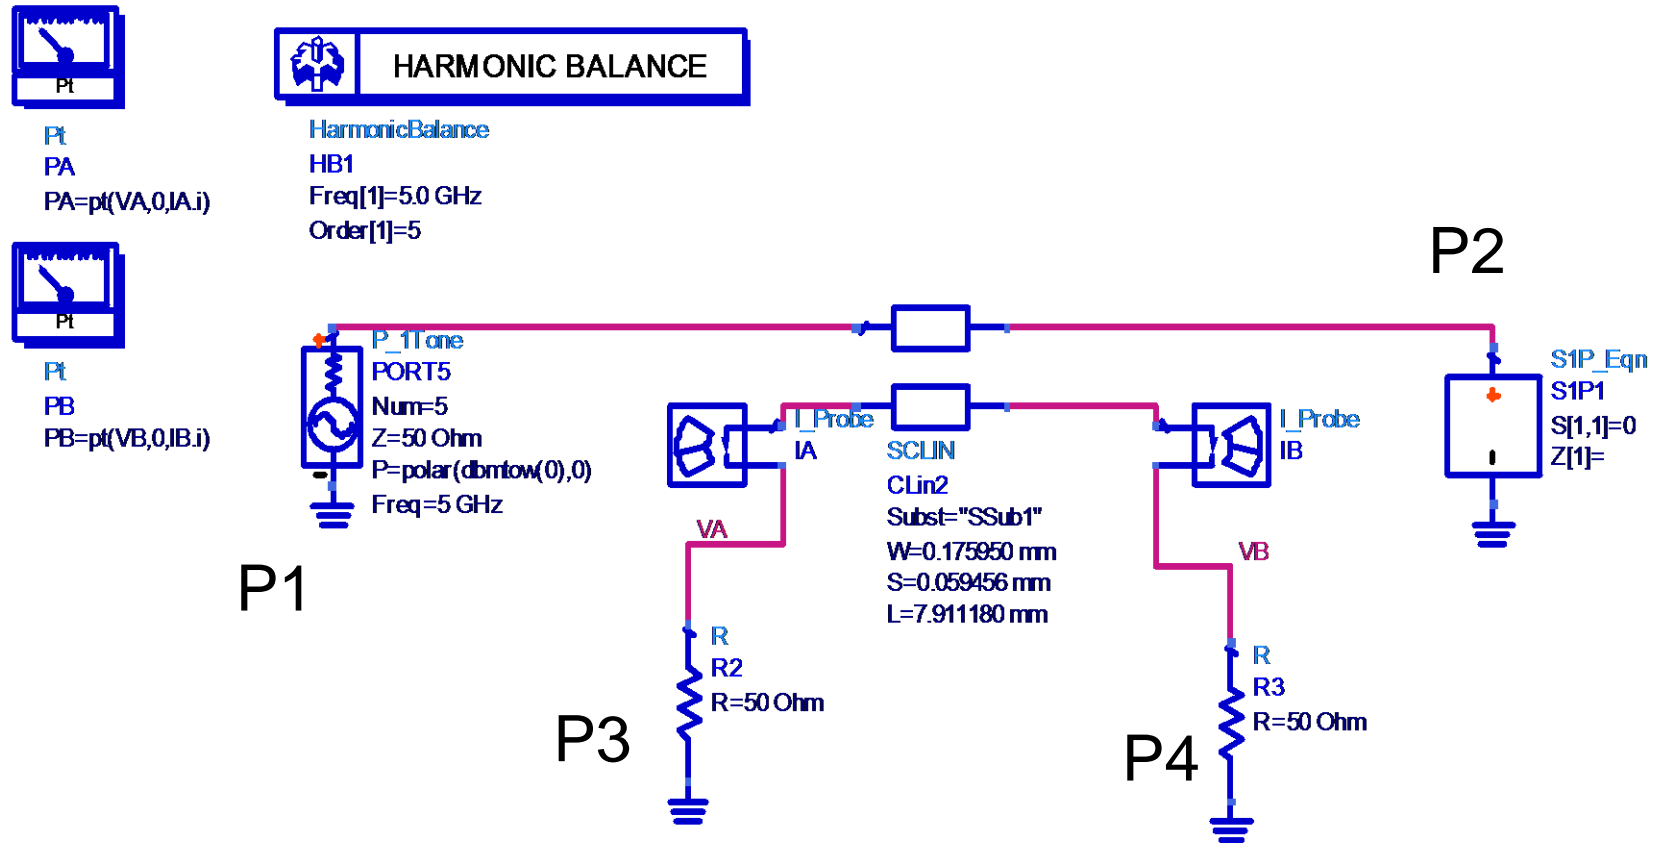 Pt
Pt
PA
PA=pt(VA,0,IA.i)
Pt
Pt
PB
PB=pt(VB,0,IB.i)
HARMONIC BALANCE
HarmonicBalance
HB1
Freq[1]=5.0 GHz
Order[1]=5
P2
P_1Tone
PORT5
Num=5
Z=50 Ohm
P=polar(dbmtow(0),0)
Freq=5 GHz
P1
I_Probe
IA
SCLIN
CLin2
Subst="SSub1"
W=0.175950 mm
S=0.059456 mm
L=7.911180 mm
I_Probe
IB
S1P_Eqn
S1P1
S[1,1]=0
Z[1]=
VA
VB
R
R2
R=50 Ohm
P3
R
R3
R=50 Ohm
P4